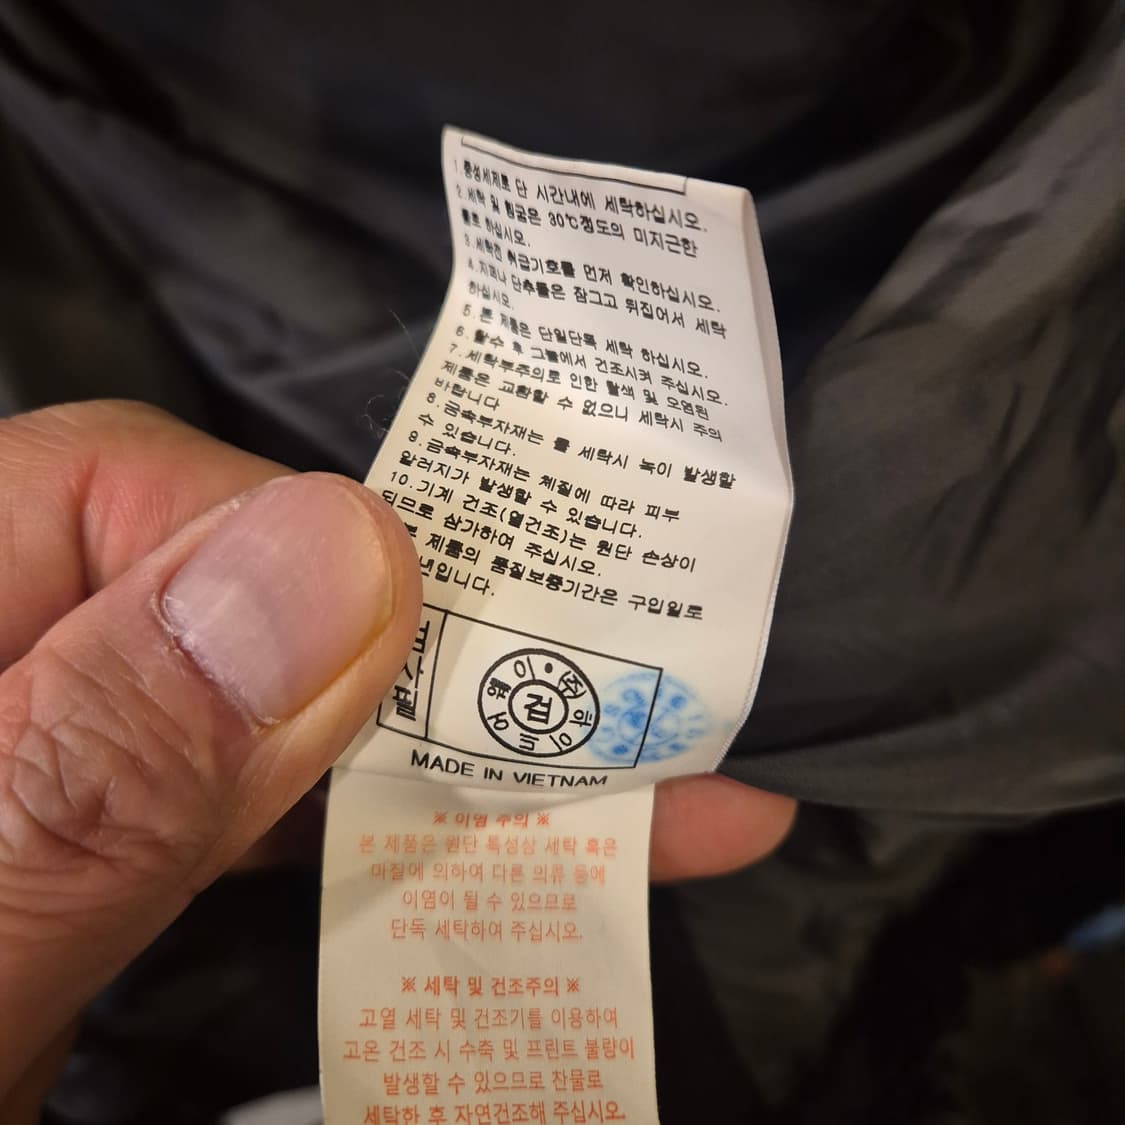 1.중성세제로 단 시간내에 세탁하십시오.
2.세탁 및 헹굼은 30℃정도의 미지근한
물로 하십시오.
3.세탁전 취급기호를 먼저 확인하십시오.
4.지퍼나 단추들은 잠그고 뒤집어서 세탁
하십시오.
5.본 제품은 단일단독 세탁 하십시오.
6.탈수 후 그늘에서 건조시켜 주십시오.
7.세탁부주의로 인한 탈색 및 오염된
제품은 교환할 수 없으니 세탁시 주의
바랍니다
8.금속부자재는 물 세탁시 녹이 발생할
수 있습니다.
9.금속부자재는 체질에 따라 피부
알러지가 발생할 수 있습니다.
10.기계 건조(열건조)는 원단 손상이
되므로 삼가하여 주십시오.
본 제품의 품질보증기간은 구입일로
년입니다.
검사필
(주)하이드어웨이
검
MADE IN VIETNAM
※ 이염 주의 ※
본 제품은 원단 특성상 세탁 혹은
마찰에 의하여 다른 의류 등에
이염이 될 수 있으므로
단독 세탁하여 주십시오.
※ 세탁 및 건조주의 ※
고열 세탁 및 건조기를 이용하여
고온 건조 시 수축 및 프린트 불량이
발생할 수 있으므로 찬물로
세탁한 후 자연건조해 주십시오.